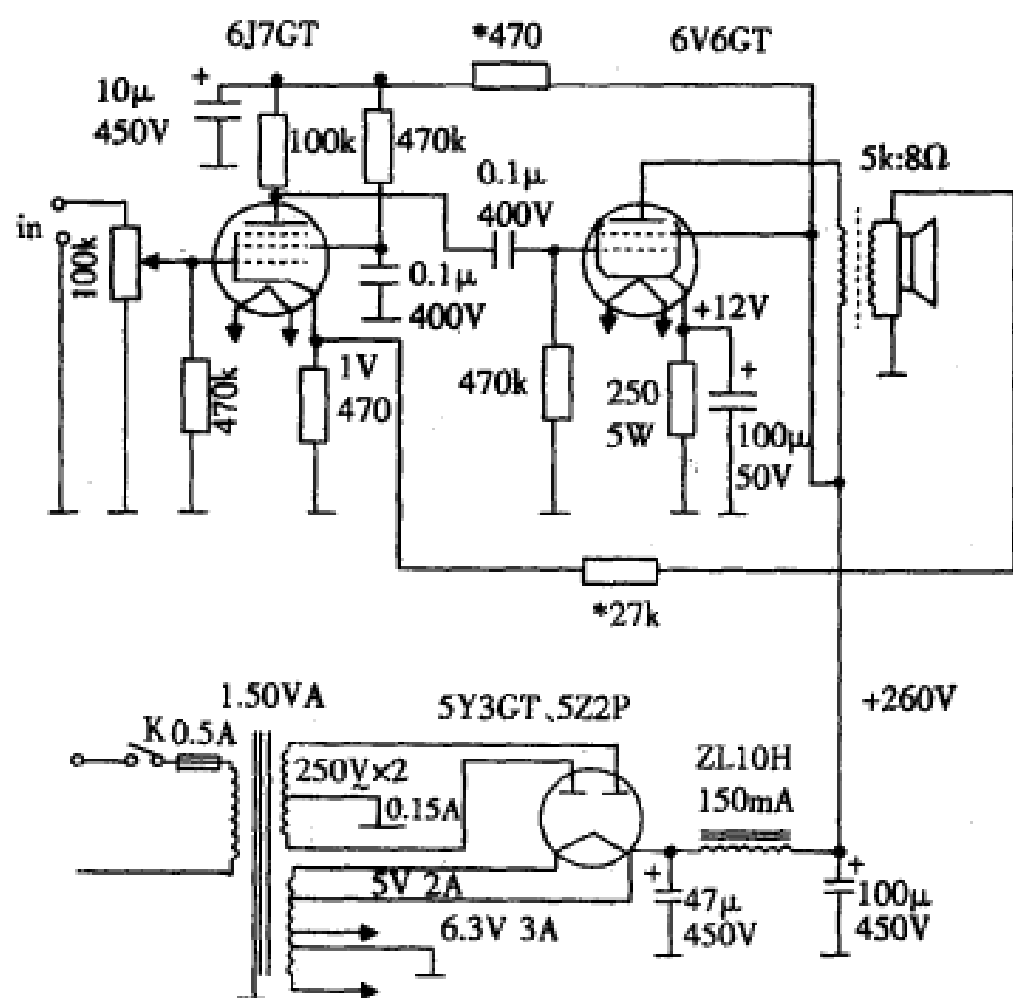 6J7GT
*470
6V6GT
10μ
450V
+
100k
470k
5k:8Ω
0.1μ
400V
in
100k
0.1μ
400V
+12V
470k
1V
470
470k
250
5W
+
100μ
50V
*27k
1.50VA
5Y3GT、5Z2P
+260V
K 0.5A
250V×2
ZL10H
150mA
0.15A
5V 2A
+
47μ
450V
+
100μ
450V
6.3V 3A